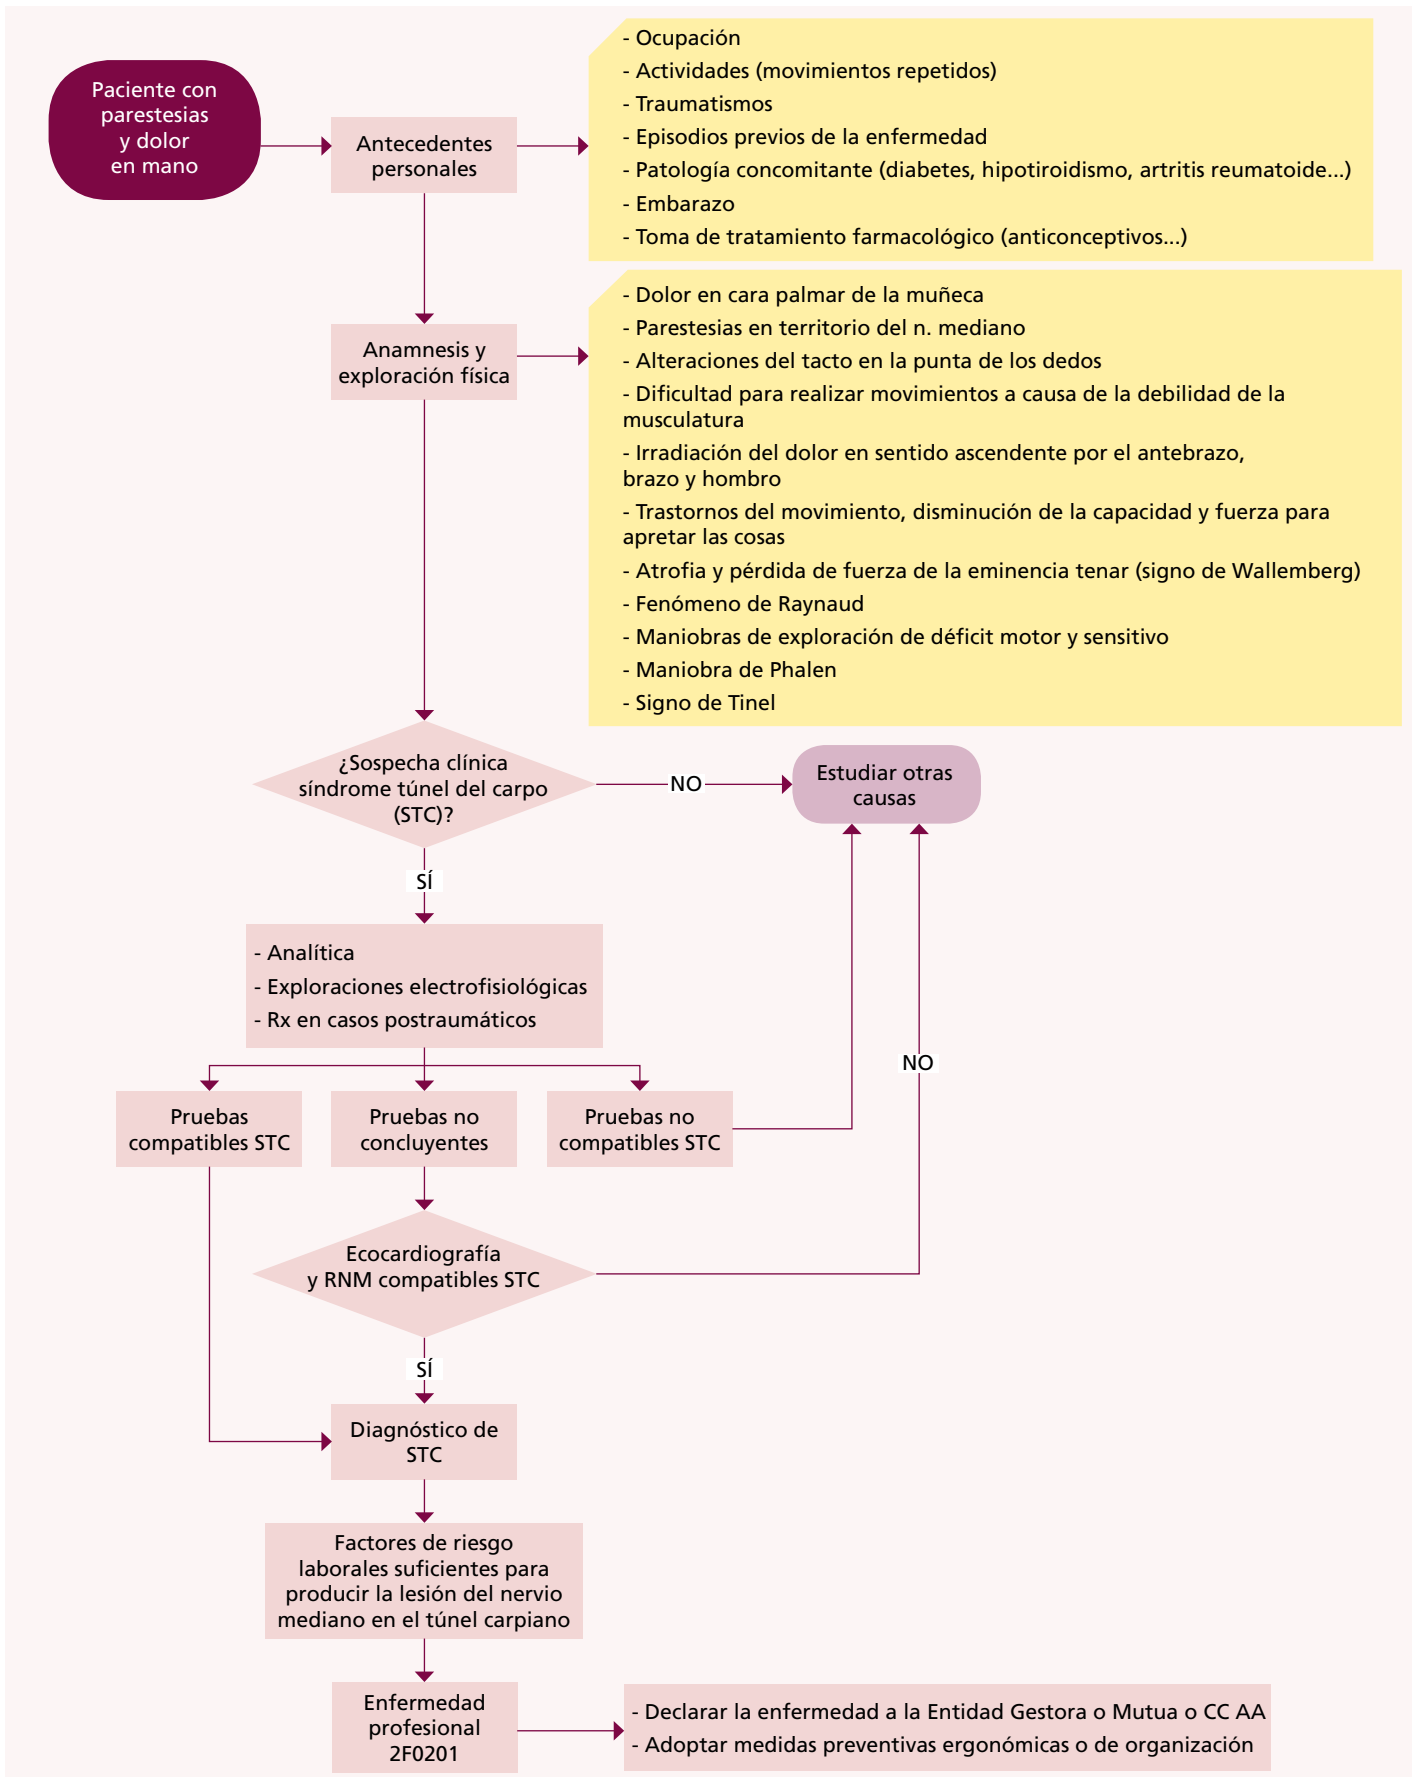 Paciente con
parestesias
y dolor
en mano
Antecedentes
personales
- Ocupación
- Actividades (movimientos repetidos)
- Traumatismos
- Episodios previos de la enfermedad
- Patología concomitante (diabetes, hipotiroidismo, artritis reumatoide...)
- Embarazo
- Toma de tratamiento farmacológico (anticonceptivos...)
Anamnesis y
exploración física
- Dolor en cara palmar de la muñeca
- Parestesias en territorio del n. mediano
- Alteraciones del tacto en la punta de los dedos
- Dificultad para realizar movimientos a causa de la debilidad de la
musculatura
- Irradiación del dolor en sentido ascendente por el antebrazo,
brazo y hombro
- Trastornos del movimiento, disminución de la capacidad y fuerza para
apretar las cosas
- Atrofia y pérdida de fuerza de la eminencia tenar (signo de Wallemberg)
- Fenómeno de Raynaud
- Maniobras de exploración de déficit motor y sensitivo
- Maniobra de Phalen
- Signo de Tinel
¿Sospecha clínica
síndrome túnel del carpo
(STC)?
NO
Estudiar otras
causas
SÍ
- Analítica
- Exploraciones electrofisiológicas
- Rx en casos postraumáticos
NO
Pruebas
compatibles STC
Pruebas no
concluyentes
Pruebas no
compatibles STC
Ecocardiografía
y RNM compatibles STC
SÍ
Diagnóstico de
STC
Factores de riesgo
laborales suficientes para
producir la lesión del nervio
mediano en el túnel carpiano
Enfermedad
profesional
2F0201
- Declarar la enfermedad a la Entidad Gestora o Mutua o CC AA
- Adoptar medidas preventivas ergonómicas o de organización